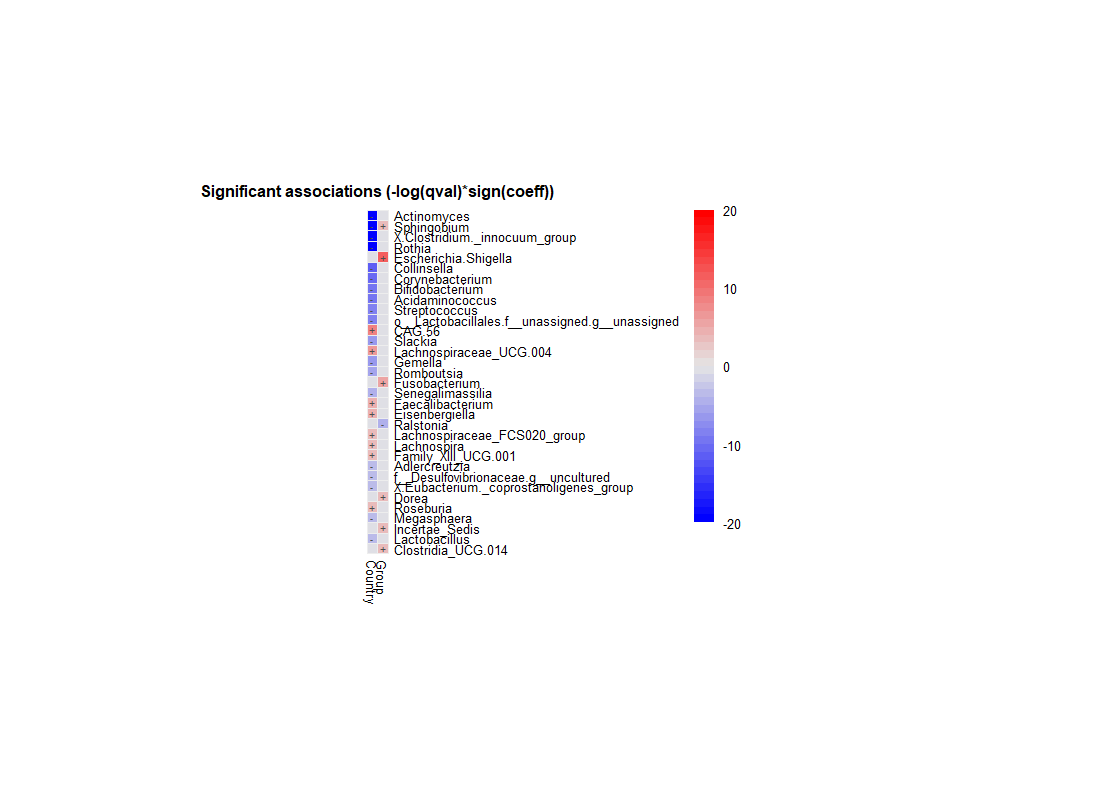 Significant associations (-log(qval)*sign(coeff))
Actinomyces
Sphingobium
X.Clostridium._innocuum_group
Rothia
Escherichia.Shigella
Collinsella
Corynebacterium
Bifidobacterium
Acidaminococcus
Streptococcus
o__Lactobacillales.f__unassigned.g__unassigned
CAG.56
Slackia
Lachnospiraceae_UCG.004
Gemella
Romboutsia
Fusobacterium
Senegalimassilia
Faecalibacterium
Eisenbergiella
Ralstonia
Lachnospiraceae_FCS020_group
Lachnospira
Family_XIII_UCG.001
Adlercreutzia
f__Desulfovibrionaceae.g__uncultured
X.Eubacterium._coprostanoligenes_group
Dorea
Roseburia
Megasphaera
Incertae_Sedis
Lactobacillus
Clostridia_UCG.014
Country
Group
20
10
0
-10
-20